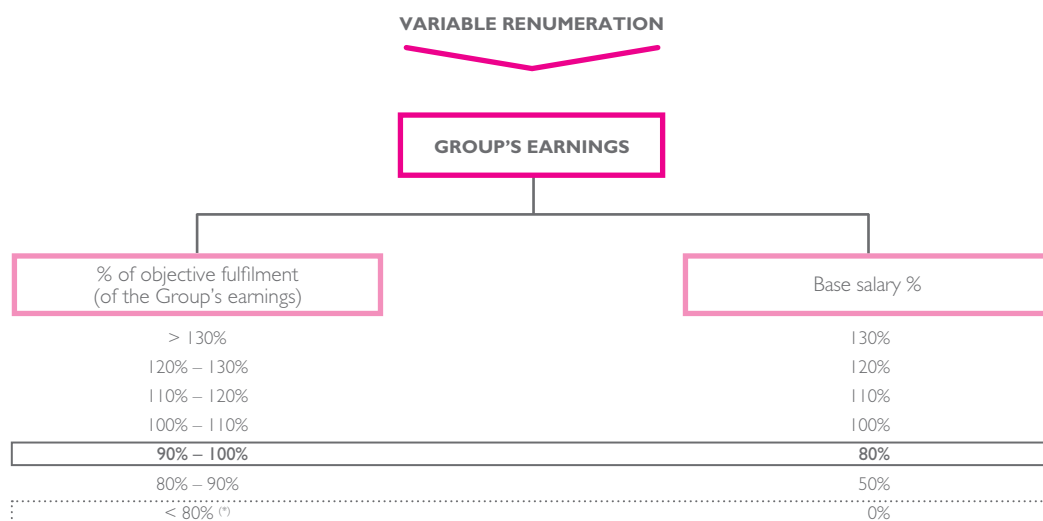 VARIABLE RENUMERATION
GROUP'S EARNINGS
% of objective fulfilment
(of the Group's earnings)
Base salary %
> 130% 130%
120% – 130% 120%
110% – 120% 110%
100% – 110% 100%
90% – 100% 80%
80% – 90% 50%
< 80% (*) 0%